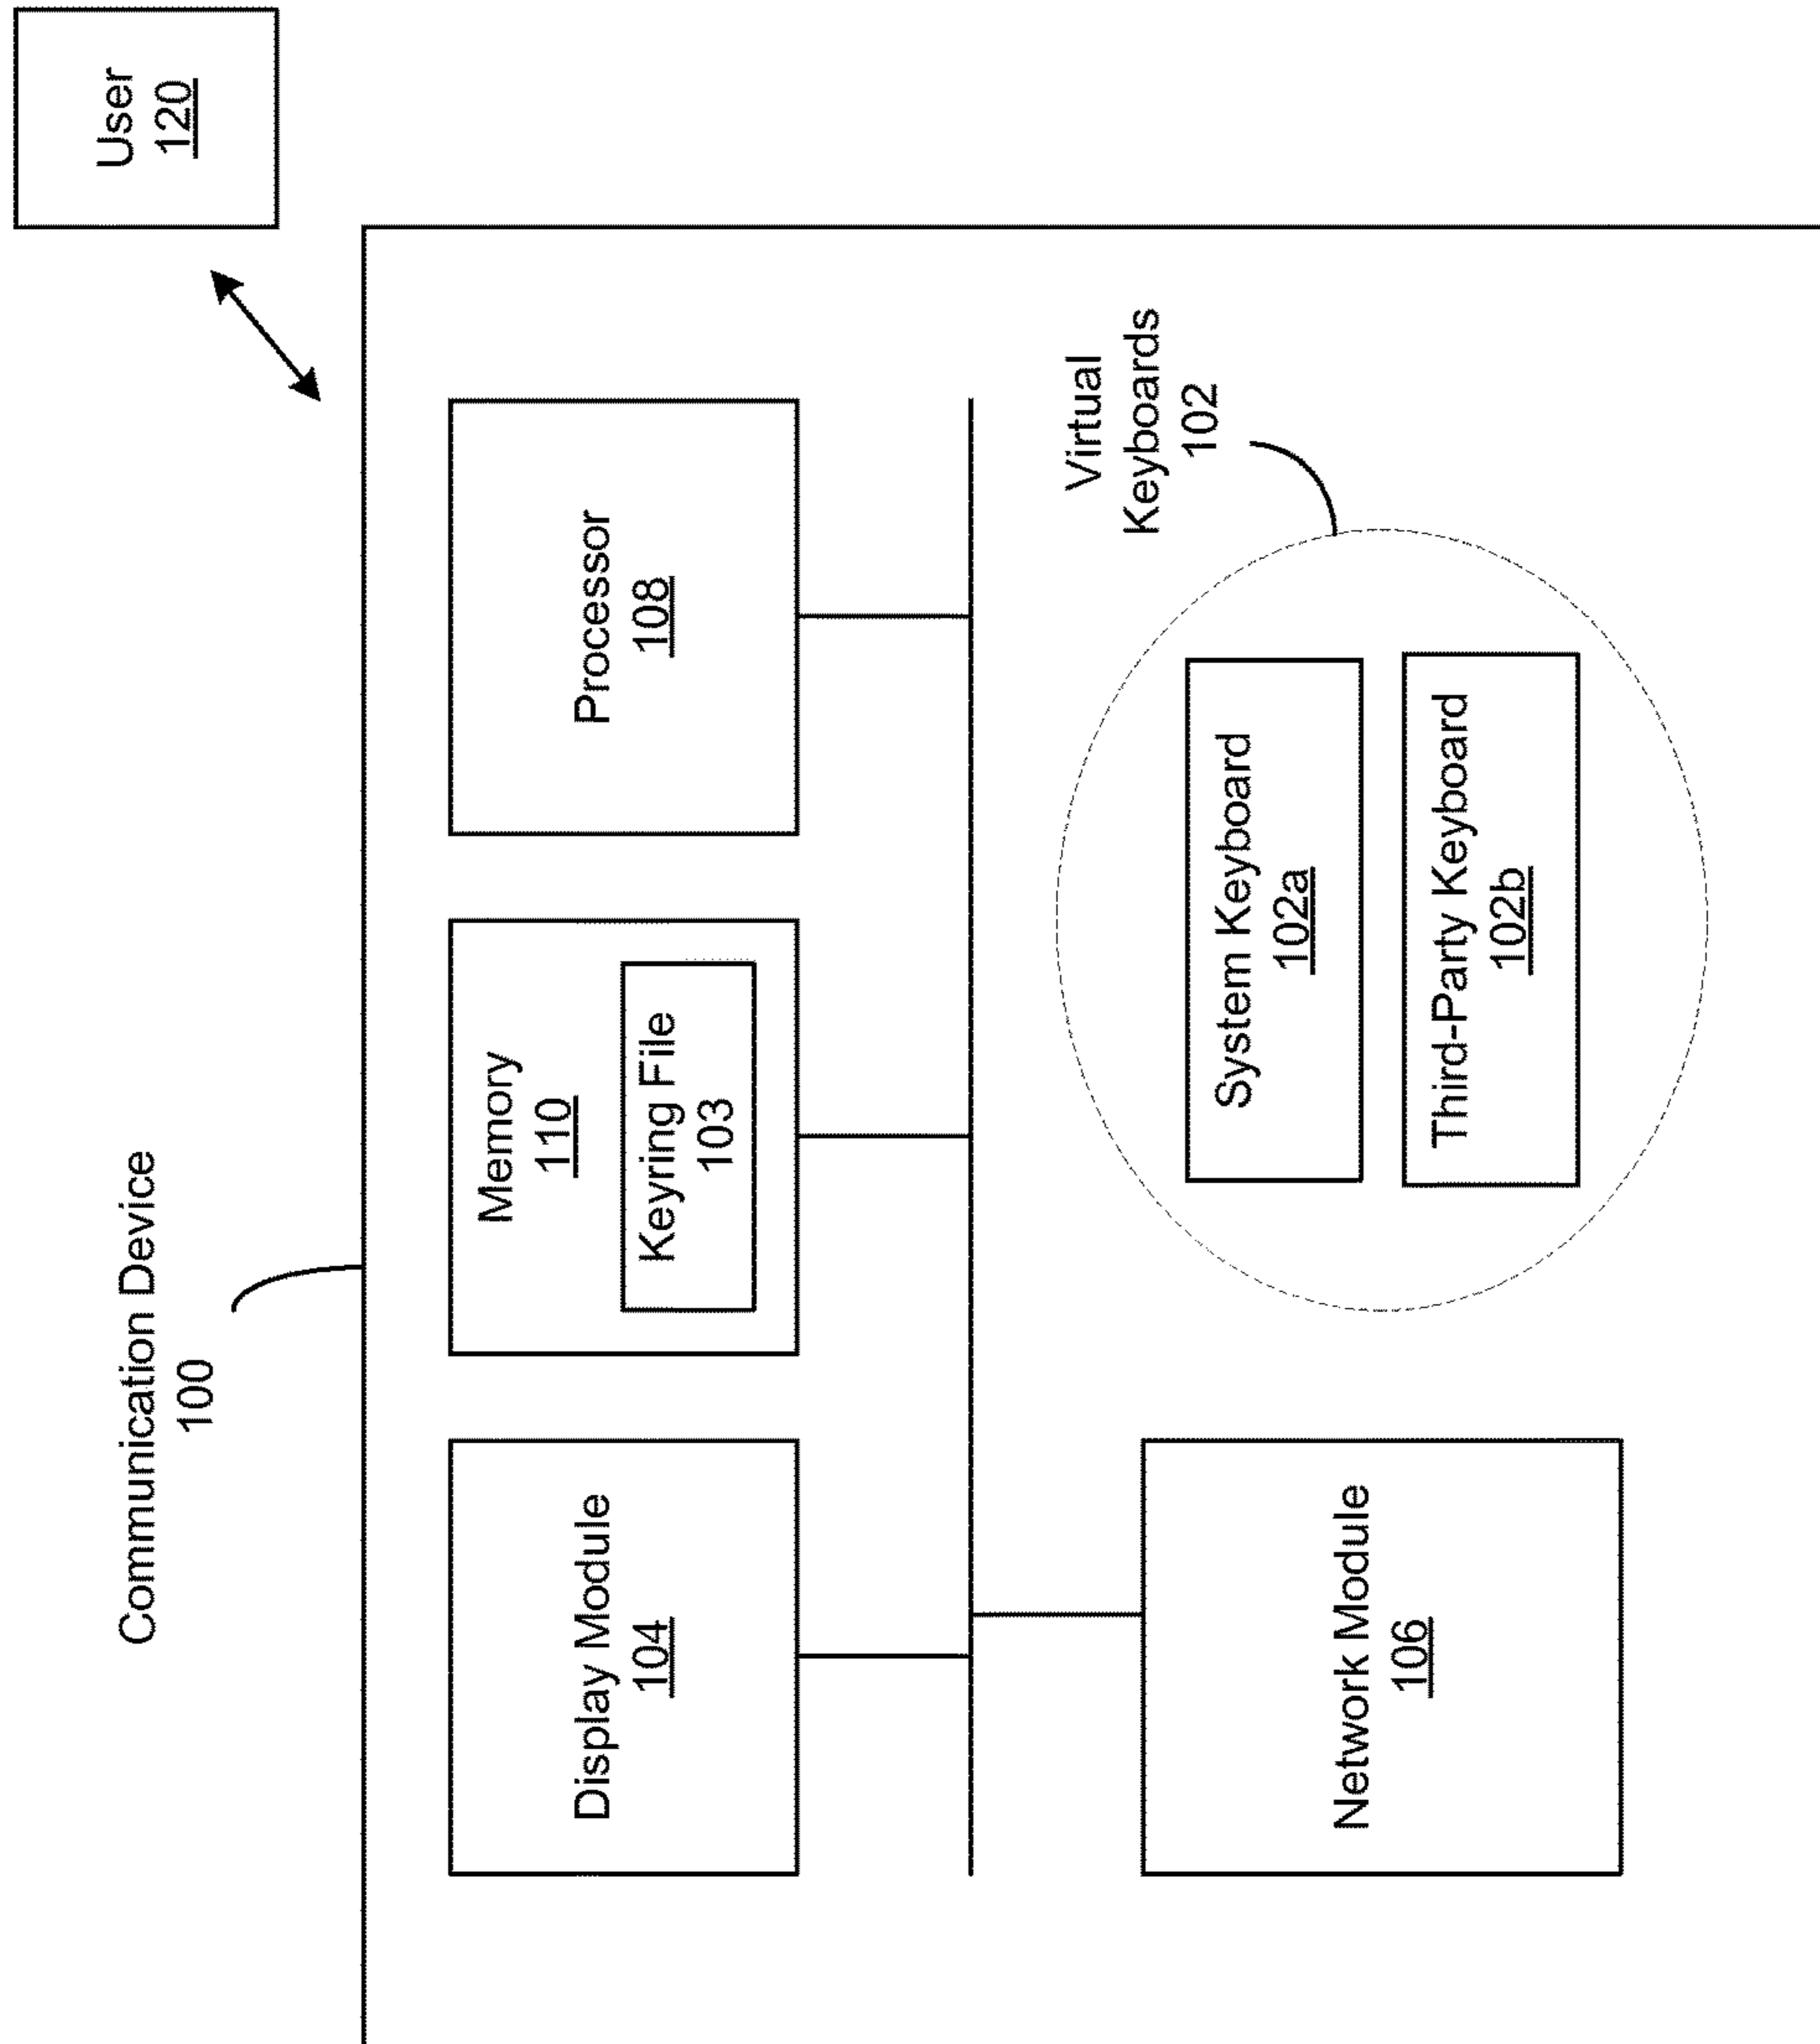 Communication Device
100
User
120
Display Module
104
Memory
110
Keyring File
103
Processor
108
Network Module
106
Virtual
Keyboards
102
System Keyboard
102a
Third-Party Keyboard
102b